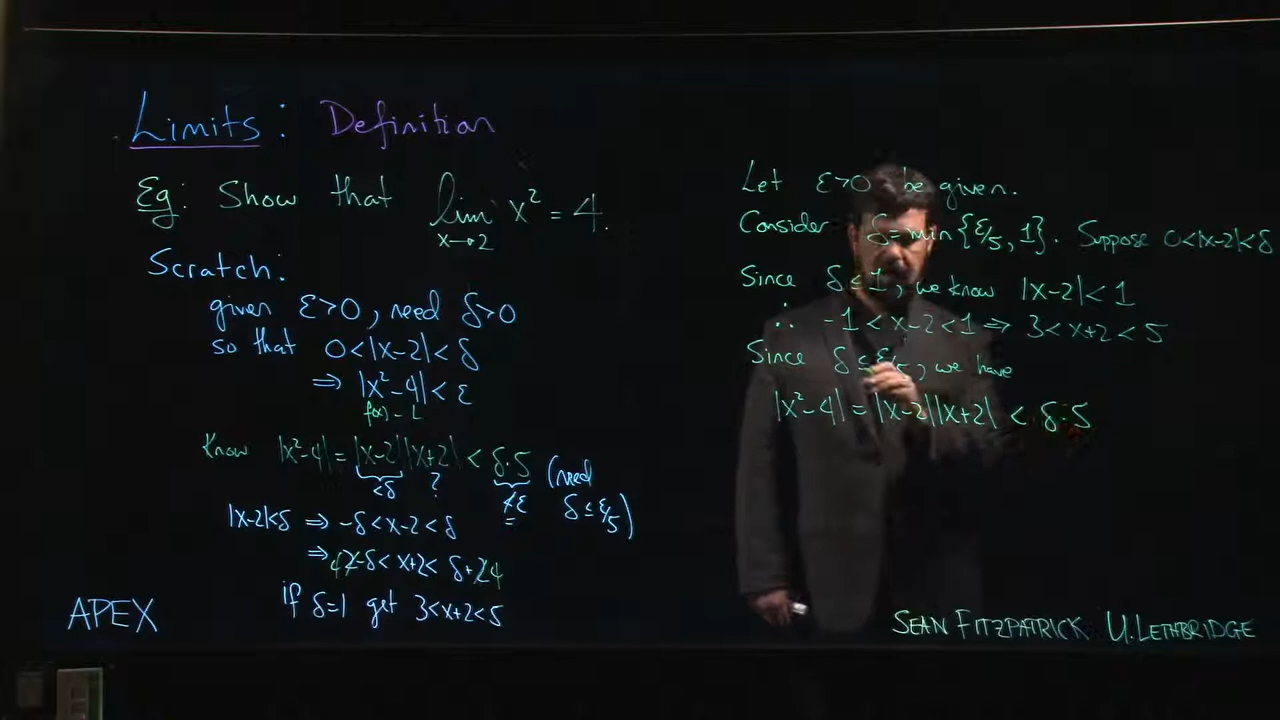 Limits: Definition
Eg: Show that lim x→2 x² = 4.
Scratch:
given ε>0, need δ>0
so that 0<|x-2|<δ
⇒ |x²-4|<ε
f(x) - L
Know |x²-4| = |x-2||x+2| < δ·5 (need
<δ ? ≮ε δ≤ε/5)
=
|x-2|<δ ⇒ -δ<x-2<δ
⇒ 4-δ<x+2<δ+4
if δ=1 get 3<x+2<5
APEX
Let ε>0 be given.
Consider δ=min{ε/5, 1}. Suppose 0<|x-2|<δ
Since δ≤1, we know |x-2|<1
∴ -1<x-2<1 ⇒ 3<x+2<5
Since δ≤ε/5, we have
|x²-4| = |x-2||x+2| < δ·5
SEAN FITZPATRICK U.LETHBRIDGE